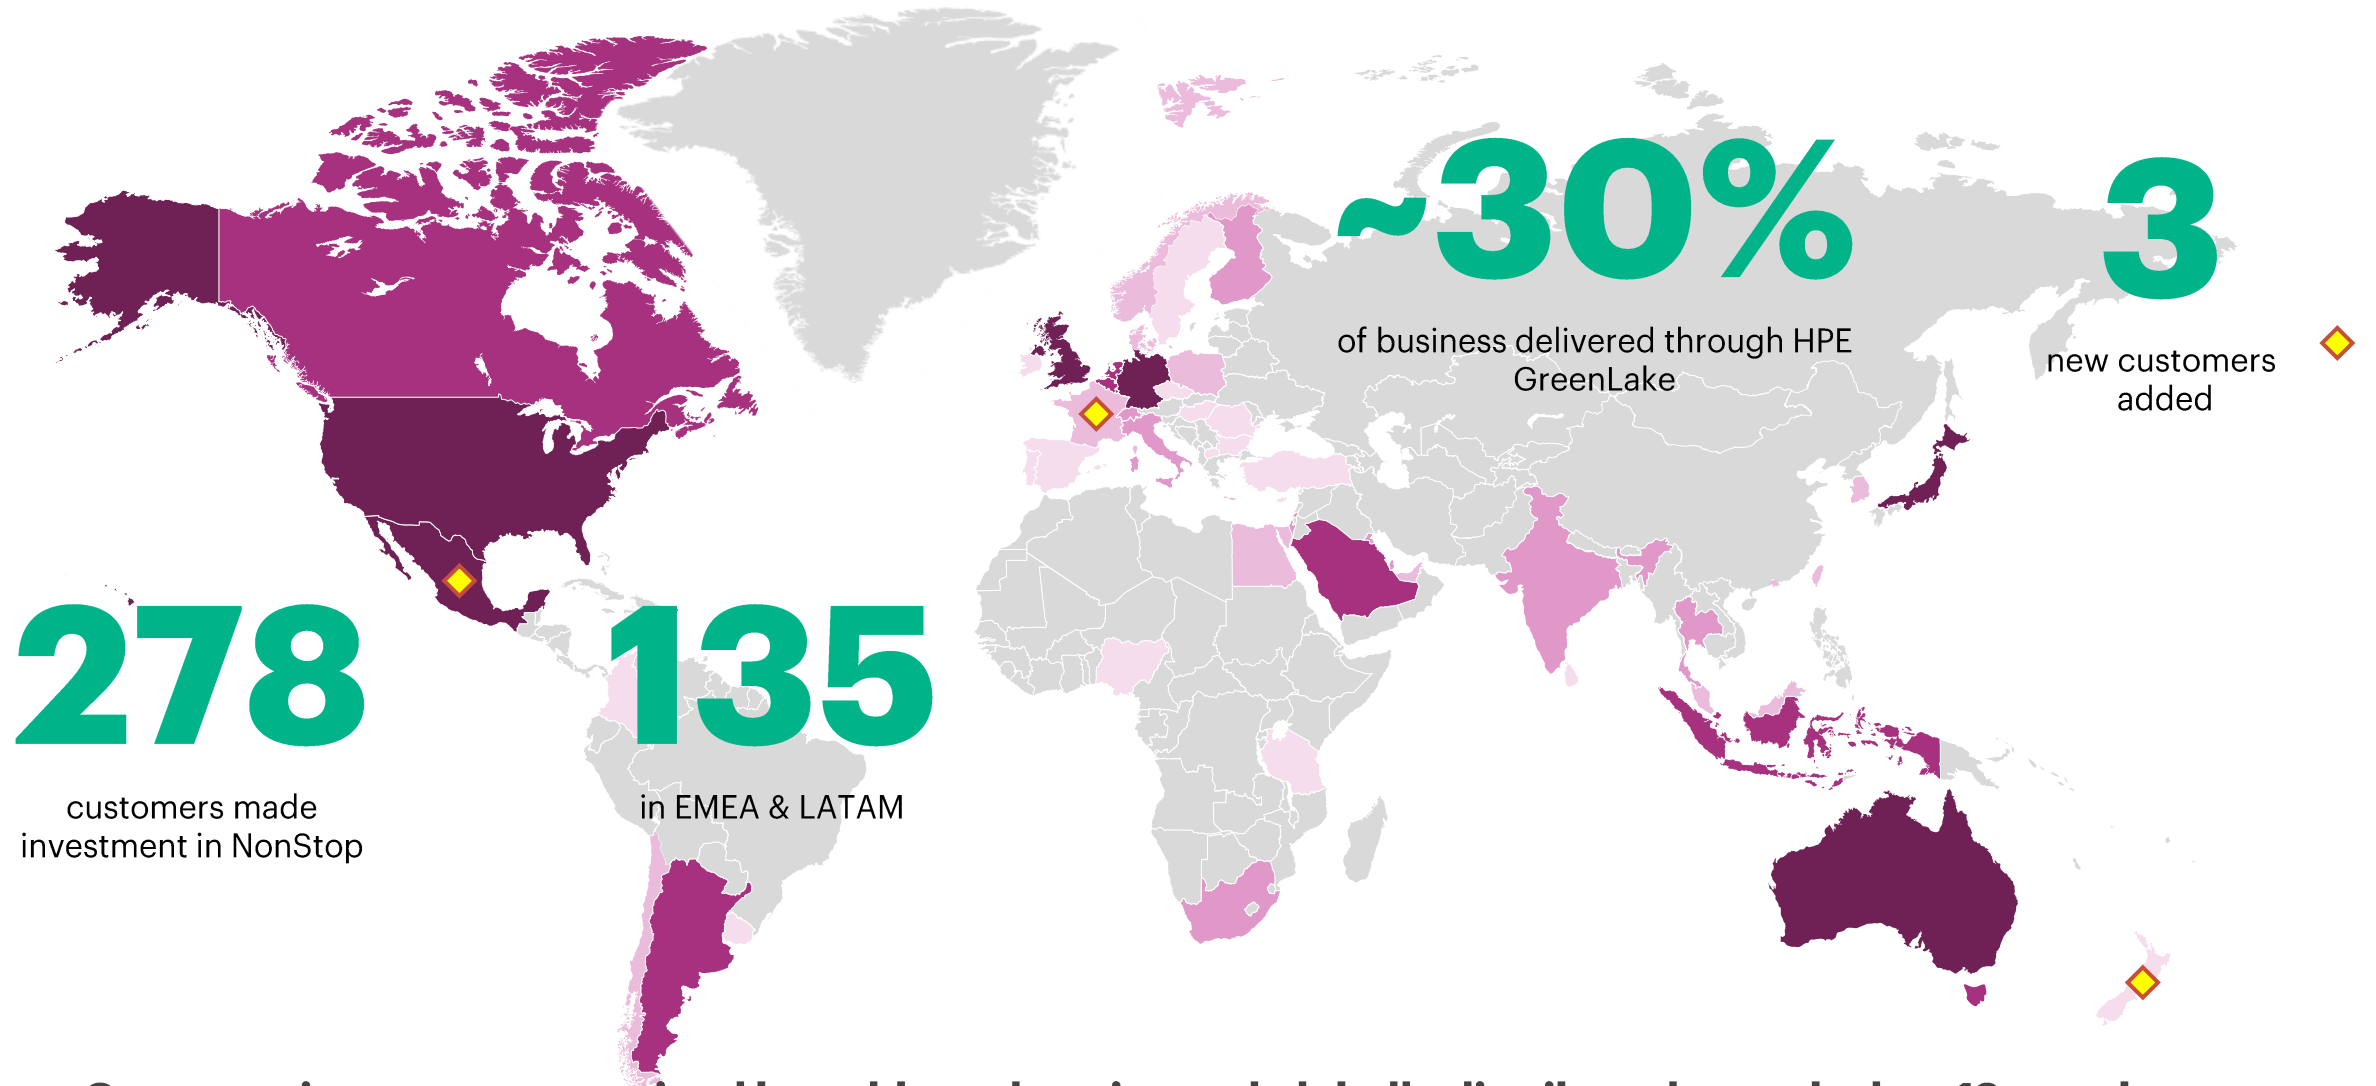 ~30%
of business delivered through HPE
GreenLake
3
new customers
added
278
customers made
investment in NonStop
135
in EMEA & LATAM